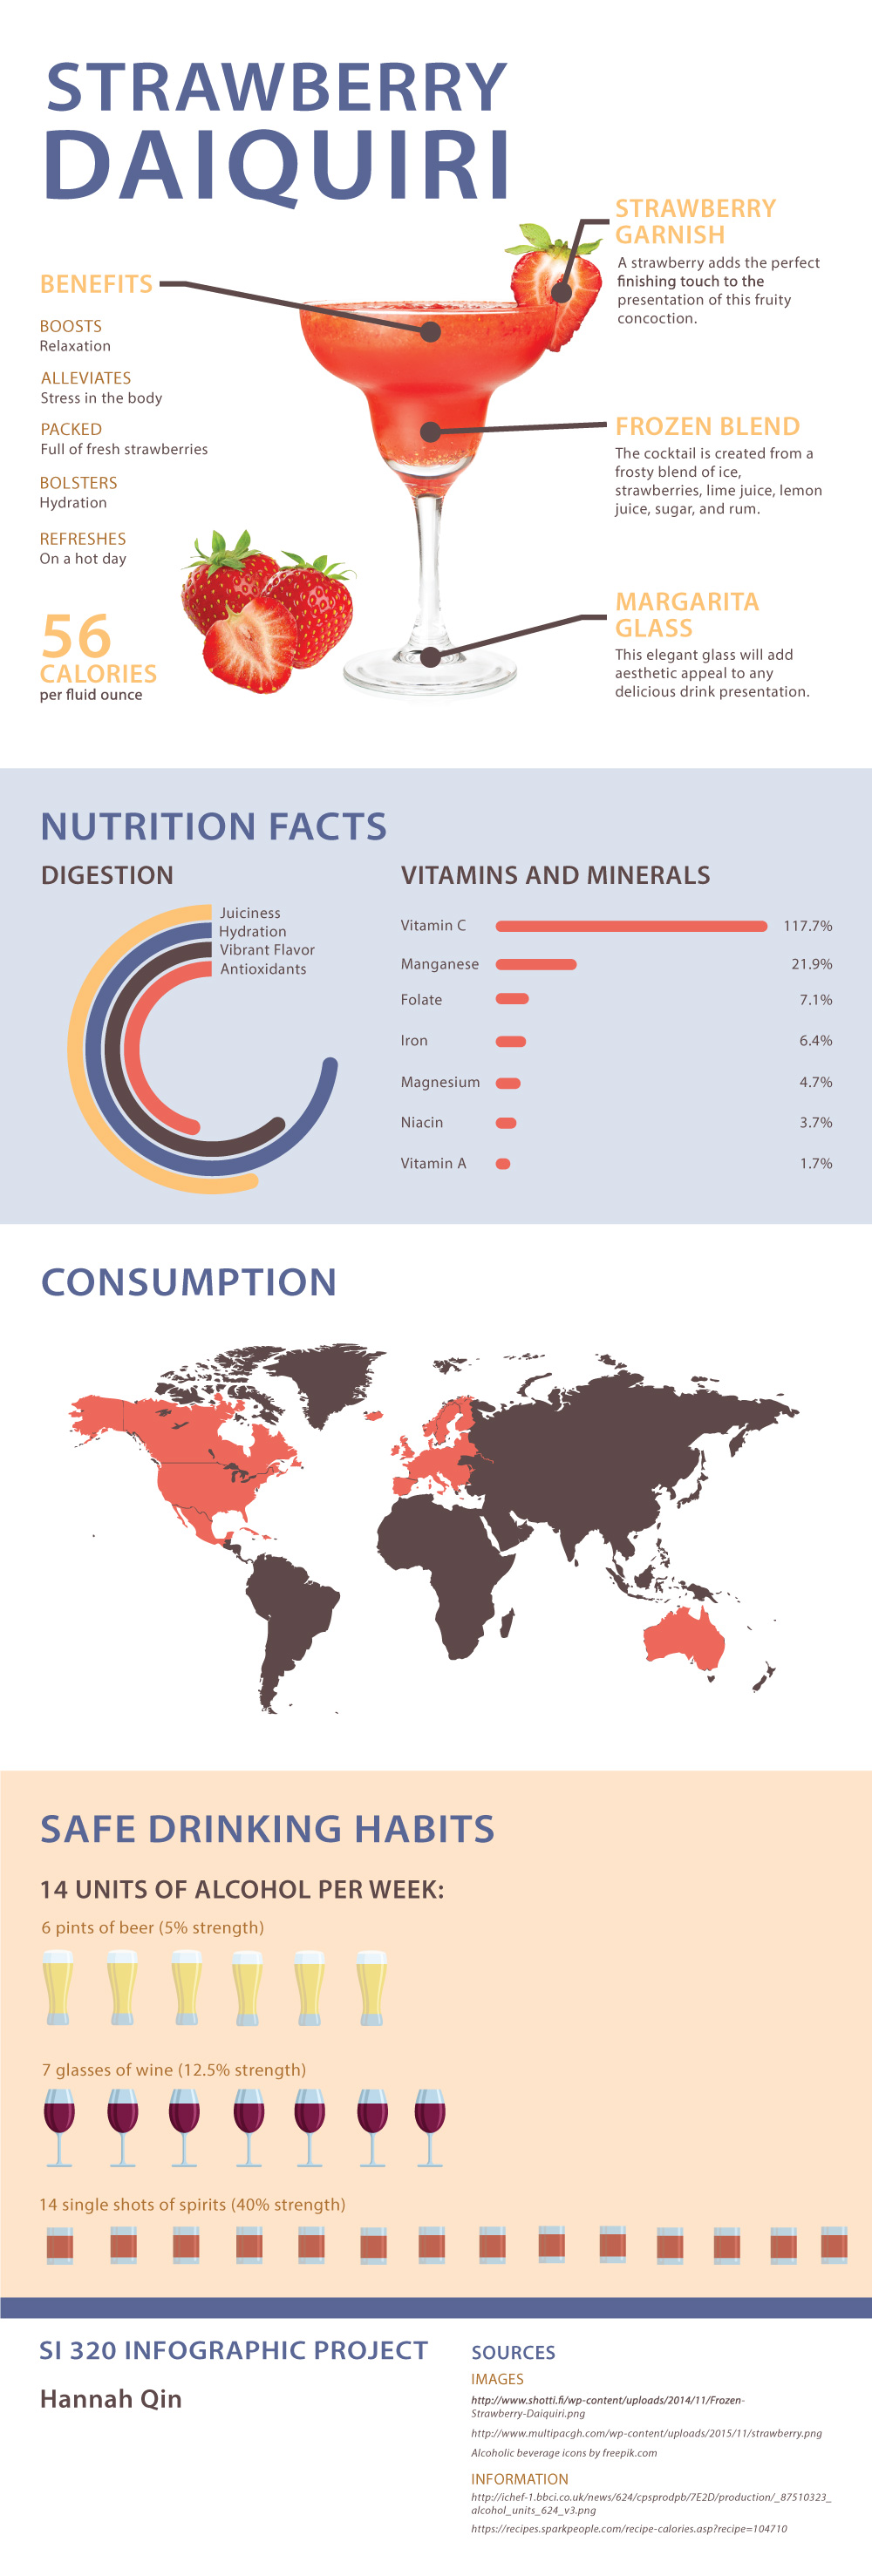 STRAWBERRY
DAIQUIRI
STRAWBERRY
GARNISH
A strawberry adds the perfect
finishing touch to the
presentation of this fruity
concoction.
BENEFITS
BOOSTS
Relaxation
ALLEVIATES
Stress in the body
PACKED
Full of fresh strawberries
BOLSTERS
Hydration
REFRESHES
On a hot day
FROZEN BLEND
The cocktail is created from a
frosty blend of ice,
strawberries, lime juice, lemon
juice, sugar, and rum.
56
CALORIES
per fluid ounce
MARGARITA
GLASS
This elegant glass will add
aesthetic appeal to any
delicious drink presentation.
NUTRITION FACTS
DIGESTION
Juiciness
Hydration
Vibrant Flavor
Antioxidants
VITAMINS AND MINERALS
Vitamin C 117.7%
Manganese 21.9%
Folate 7.1%
Iron 6.4%
Magnesium 4.7%
Niacin 3.7%
Vitamin A 1.7%
CONSUMPTION
SAFE DRINKING HABITS
14 UNITS OF ALCOHOL PER WEEK:
6 pints of beer (5% strength)
7 glasses of wine (12.5% strength)
14 single shots of spirits (40% strength)
SI 320 INFOGRAPHIC PROJECT
Hannah Qin
SOURCES
IMAGES
http://www.shotti.fi/wp-content/uploads/2014/11/Frozen-
Strawberry-Daiquiri.png
http://www.multipacgh.com/wp-content/uploads/2015/11/strawberry.png
Alcoholic beverage icons by freepik.com
INFORMATION
http://ichef-1.bbci.co.uk/news/624/cpsprodpb/7E2D/production/_87510323_
alcohol_units_624_v3.png
https://recipes.sparkpeople.com/recipe-calories.asp?recipe=104710